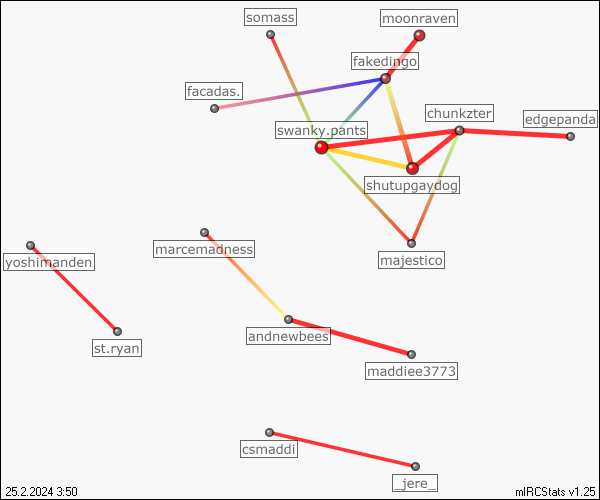 somass
moonraven
fakedingo
facadas.
chunkzter
edgepanda
swanky.pants
shutupgaydog
marcemadness
majestico
yoshimanden
andnewbees
st.ryan
maddiee3773
csmaddi
_jere_
25.2.2024 3:50
mIRCStats v1.25